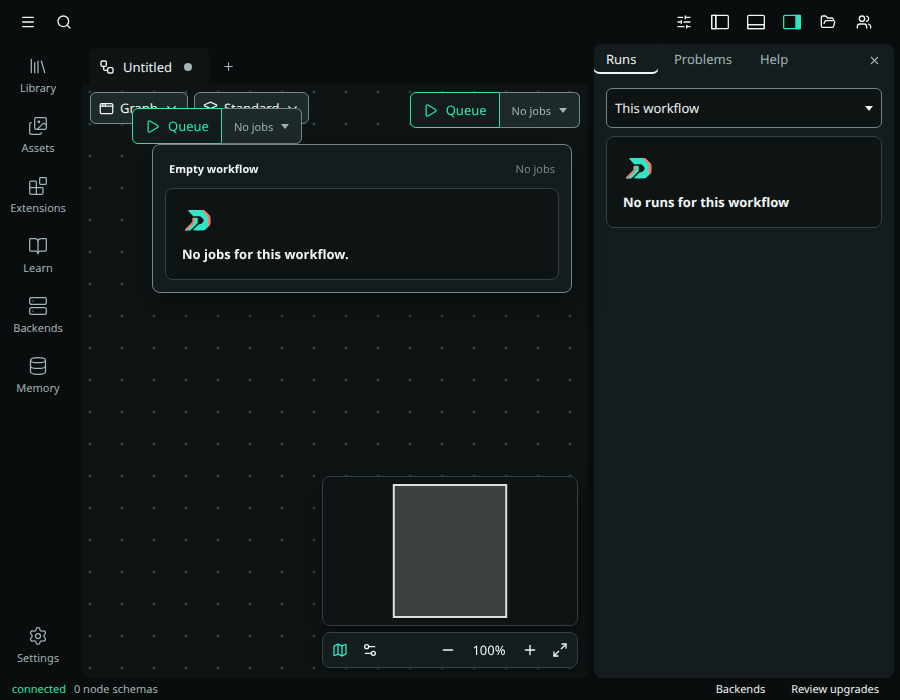 Untitled
Runs
Problems
Help
Library
Assets
Extensions
Learn
Backends
Memory
Settings
Graph
Standard
Queue
No jobs
Queue
No jobs
Empty workflow
No jobs
No jobs for this workflow.
This workflow
No runs for this workflow
100%
connected
0 node schemas
Backends
Review upgrades